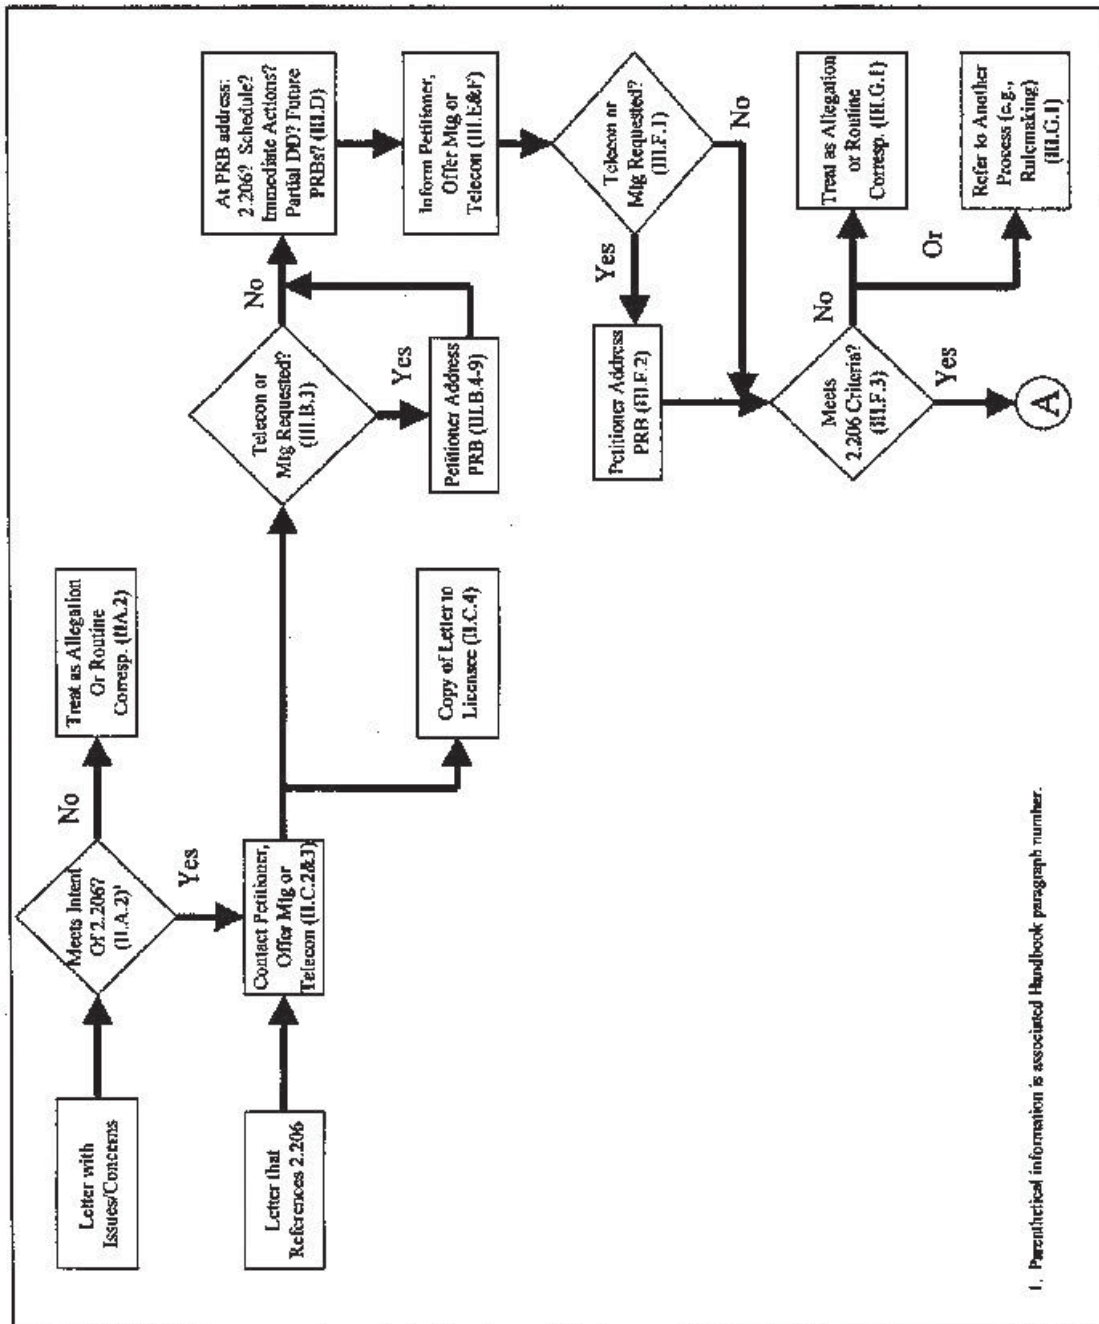 Letter with
Issues/Concerns
Meets Intent
Of 2.206?
(II.A.2)¹
No
Treat as Allegation
Or Routine
Corresp. (IIA.2)
Yes
Letter that
References 2.206
Contact Petitioner,
Offer Mtg or
Telecon (II.C.2&3)
Copy of Letter to
Licensee (II.C.4)
Telecon or
Mtg Requested?
(III.B.3)
No
Yes
Petitioner Address
PRB (III.B.4-9)
At PRB address:
2.206? Schedule?
Immediate Actions?
Partial DD? Future
PRBs? (III.D)
Inform Petitioner,
Offer Mtg or
Telecon (III.E&F)
Telecon or
Mtg Requested?
(III.F.1)
Yes
No
Petitioner Address
PRB (III.F.2)
Meets
2.206 Criteria?
(III.F.3)
No
Treat as Allegation
or Routine
Corresp. (III.G.1)
Or
Refer to Another
Process (e.g.,
Rulemaking)
(III.G.1)
Yes
A
1. Parenthetical information is associated Handbook paragraph number.